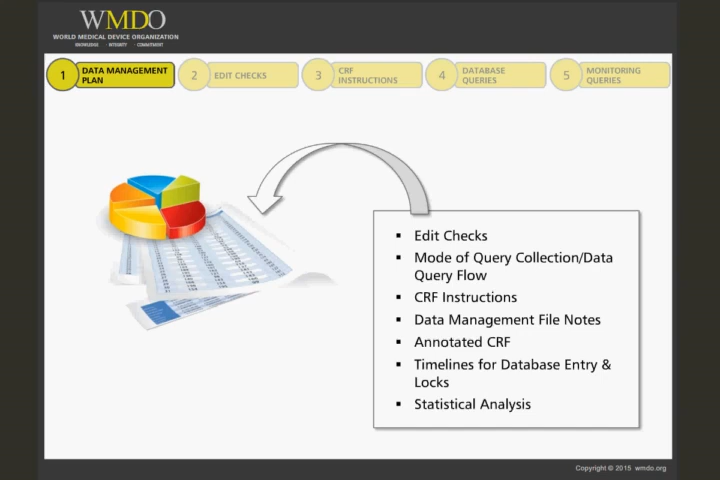 WMDO
WORLD MEDICAL DEVICE ORGANIZATION
KNOWLEDGE · INTEGRITY · COMMITMENT
1 DATA MANAGEMENT
PLAN
2 EDIT CHECKS
3 CRF
INSTRUCTIONS
4 DATABASE
QUERIES
5 MONITORING
QUERIES
▪ Edit Checks
▪ Mode of Query Collection/Data
Query Flow
▪ CRF Instructions
▪ Data Management File Notes
▪ Annotated CRF
▪ Timelines for Database Entry &
Locks
▪ Statistical Analysis
Copyright © 2015 wmdo.org